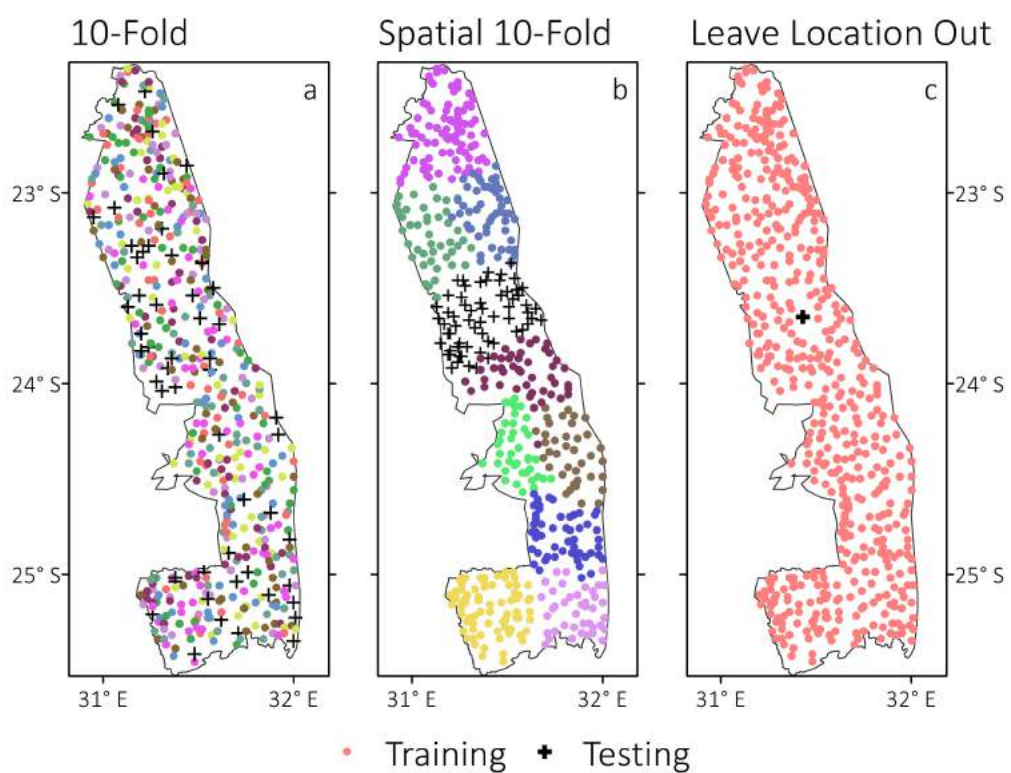 10-Fold Spatial 10-Fold Leave Location Out
a b c
23° S 23° S
24° S 24° S
25° S 25° S
31° E 32° E 31° E 32° E 31° E 32° E
Training Testing